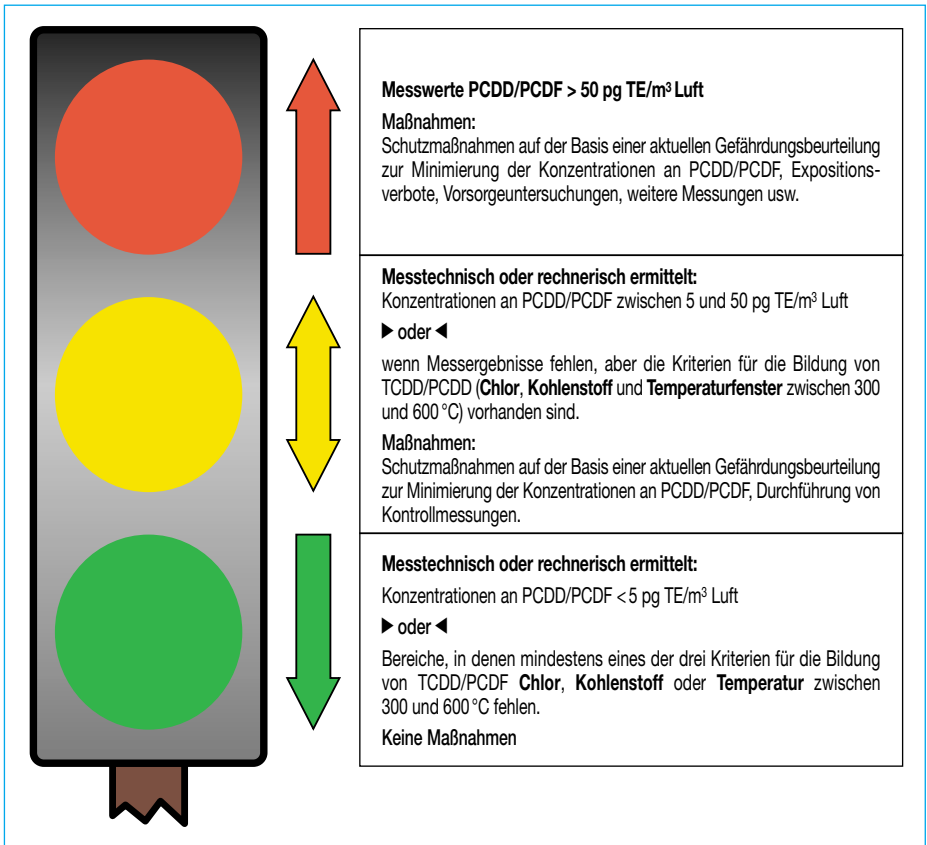 Messwerte PCDD/PCDF > 50 pg TE/m³ Luft
Maßnahmen:
Schutzmaßnahmen auf der Basis einer aktuellen Gefährdungsbeurteilung
zur Minimierung der Konzentrationen an PCDD/PCDF, Expositions-
verbote, Vorsorgeuntersuchungen, weitere Messungen usw.
Messtechnisch oder rechnerisch ermittelt:
Konzentrationen an PCDD/PCDF zwischen 5 und 50 pg TE/m³ Luft
▶ oder ◀
wenn Messergebnisse fehlen, aber die Kriterien für die Bildung von
TCDD/PCDD (Chlor, Kohlenstoff und Temperaturfenster zwischen 300
und 600 °C) vorhanden sind.
Maßnahmen:
Schutzmaßnahmen auf der Basis einer aktuellen Gefährdungsbeurteilung
zur Minimierung der Konzentrationen an PCDD/PCDF, Durchführung von
Kontrollmessungen.
Messtechnisch oder rechnerisch ermittelt:
Konzentrationen an PCDD/PCDF < 5 pg TE/m³ Luft
▶ oder ◀
Bereiche, in denen mindestens eines der drei Kriterien für die Bildung
von TCDD/PCDF Chlor, Kohlenstoff oder Temperatur zwischen
300 und 600 °C fehlen.
Keine Maßnahmen